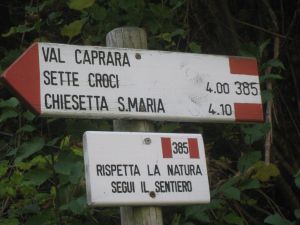 VAL CAPRARA
SETTE CROCI 4.00 385
CHIESETTA S.MARIA 4.10
385
RISPETTA LA NATURA
SEGUI IL SENTIERO